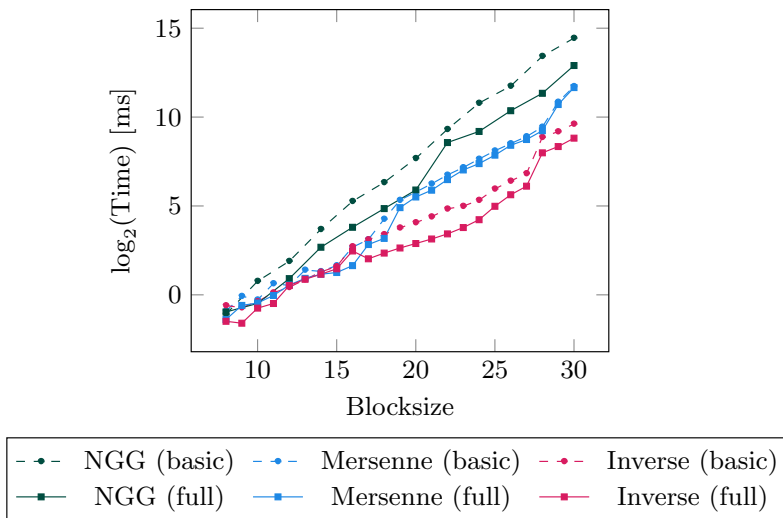 15
10
5
0
log₂(Time) [ms]
10 15 20 25 30
Blocksize
NGG (basic) Mersenne (basic) Inverse (basic)
NGG (full) Mersenne (full) Inverse (full)